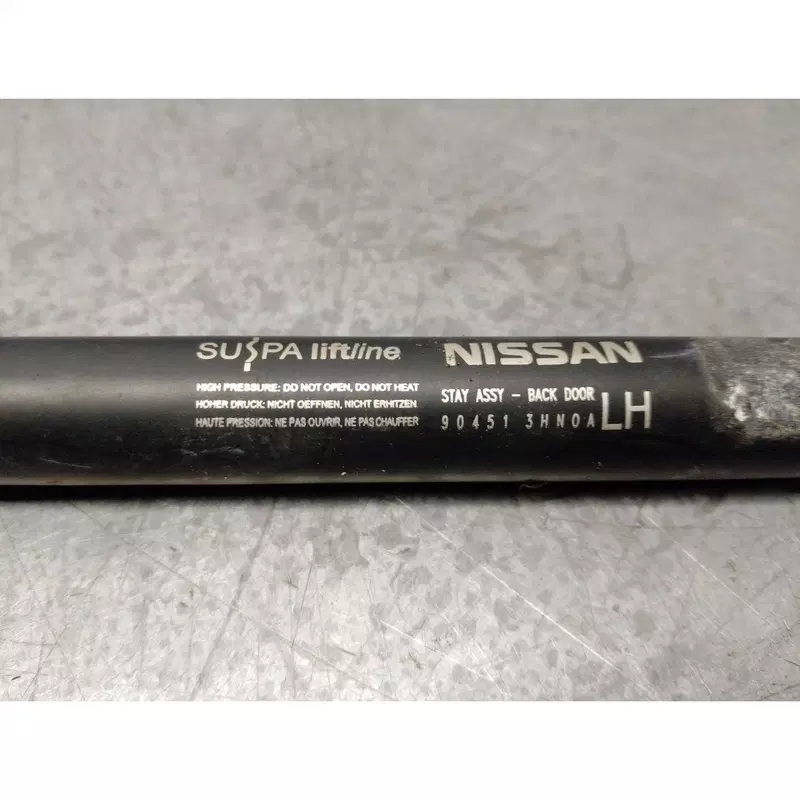 SUSPA liftline
HIGH PRESSURE: DO NOT OPEN, DO NOT HEAT
HOHER DRUCK: NICHT OEFFNEN, NICHT ERHITZEN
HAUTE PRESSION: NE PAS OUVRIR, NE PAS CHAUFFER
NISSAN
STAY ASSY - BACK DOOR
90451 3HN0A LH